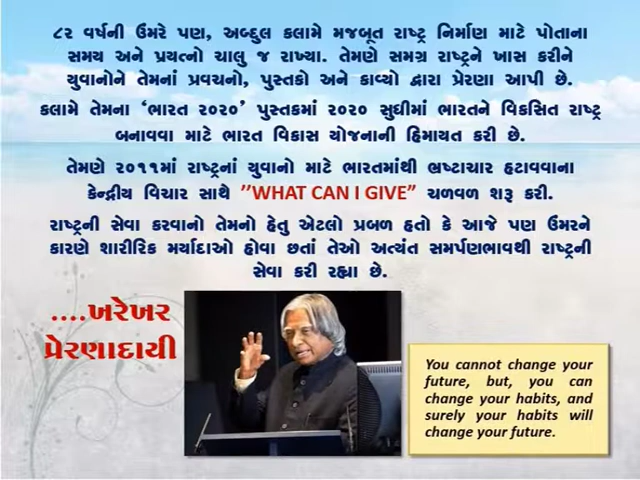 ૮૨ વર્ષની ઉમરે પણ, અબ્દુલ કલામે મજબૂત રાષ્ટ્ર નિર્માણ માટે પોતાના
સમય અને પ્રયત્નો ચાલુ જ રાખ્યા. તેમણે સમગ્ર રાષ્ટ્રને ખાસ કરીને
યુવાનોને તેમનાં પ્રવચનો, પુસ્તકો અને કાવ્યો દ્વારા પ્રેરણા આપી છે.
કલામે તેમના ‘ભારત ૨૦૨૦’ પુસ્તકમાં ૨૦૨૦ સુધીમાં ભારતને વિકસિત રાષ્ટ્ર
બનાવવા માટે ભારત વિકાસ યોજનાની હિમાયત કરી છે.
તેમણે ૨૦૧૧માં રાષ્ટ્રનાં યુવાનો માટે ભારતમાંથી ભ્રષ્ટાચાર હટાવવાના
કેન્દ્રીય વિચાર સાથે ”WHAT CAN I GIVE” ચળવળ શરૂ કરી.
રાષ્ટ્રની સેવા કરવાનો તેમનો હેતુ એટલો પ્રબળ હતો કે આજે પણ ઉમરને
કારણે શારીરિક મર્યાદાઓ હોવા છતાં તેઓ અત્યંત સમર્પણભાવથી રાષ્ટ્રની
સેવા કરી રહ્યા છે.
....ખરેખર
પ્રેરણાદાયી
You cannot change your
future, but, you can
change your habits, and
surely your habits will
change your future.